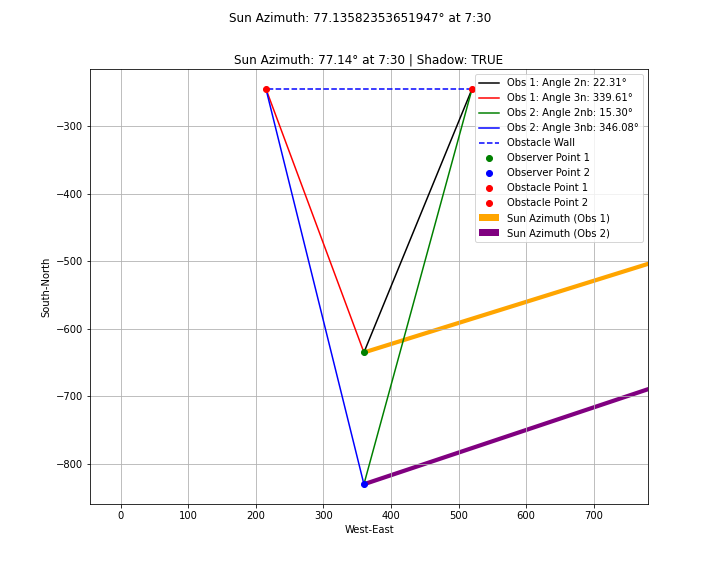 Sun Azimuth: 77.13582353651947° at 7:30
Sun Azimuth: 77.14° at 7:30 | Shadow: TRUE
Obs 1: Angle 2n: 22.31°
Obs 1: Angle 3n: 339.61°
Obs 2: Angle 2nb: 15.30°
Obs 2: Angle 3nb: 346.08°
Obstacle Wall
Observer Point 1
Observer Point 2
Obstacle Point 1
Obstacle Point 2
Sun Azimuth (Obs 1)
Sun Azimuth (Obs 2)
South-North
−300
−400
−500
−600
−700
−800
0 100 200 300 400 500 600 700
West-East